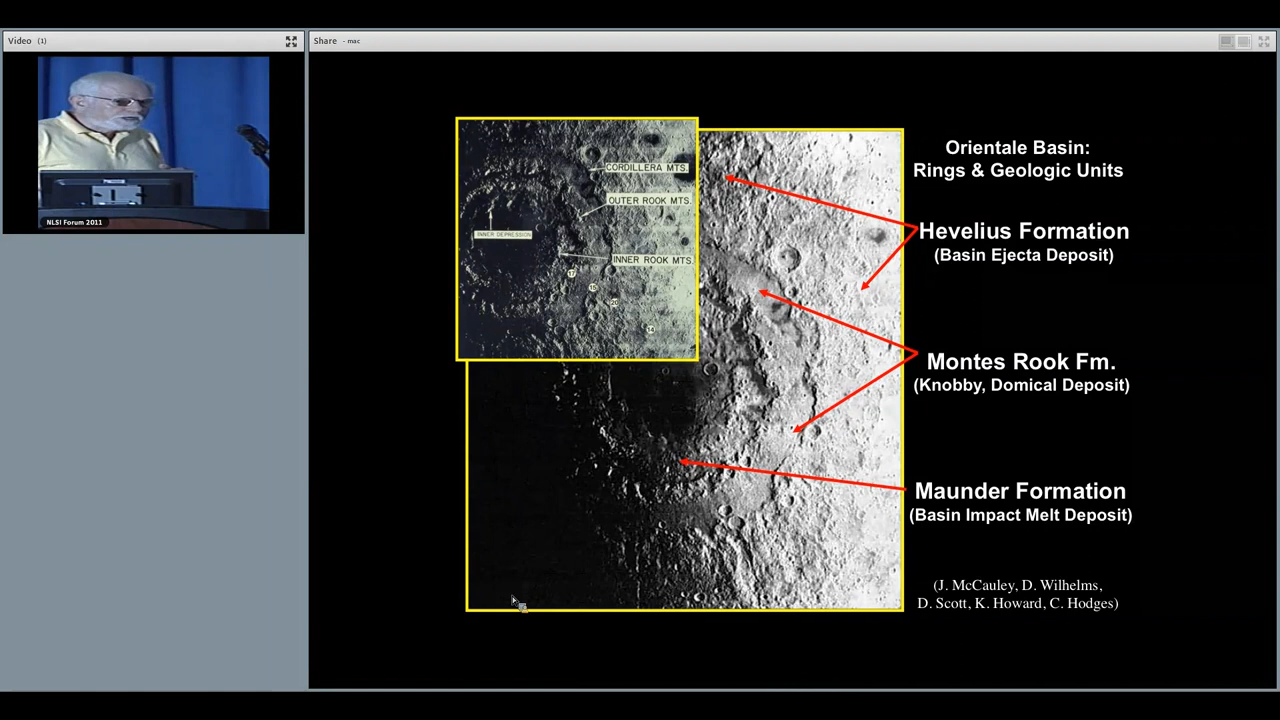 Video (1)
NLSI Forum 2011
Share - mac
CORDILLERA MTS.
OUTER ROOK MTS.
INNER DEPRESSION
INNER ROOK MTS.
Orientale Basin:
Rings & Geologic Units
Hevelius Formation
(Basin Ejecta Deposit)
Montes Rook Fm.
(Knobby, Domical Deposit)
Maunder Formation
(Basin Impact Melt Deposit)
(J. McCauley, D. Wilhelms,
D. Scott, K. Howard, C. Hodges)